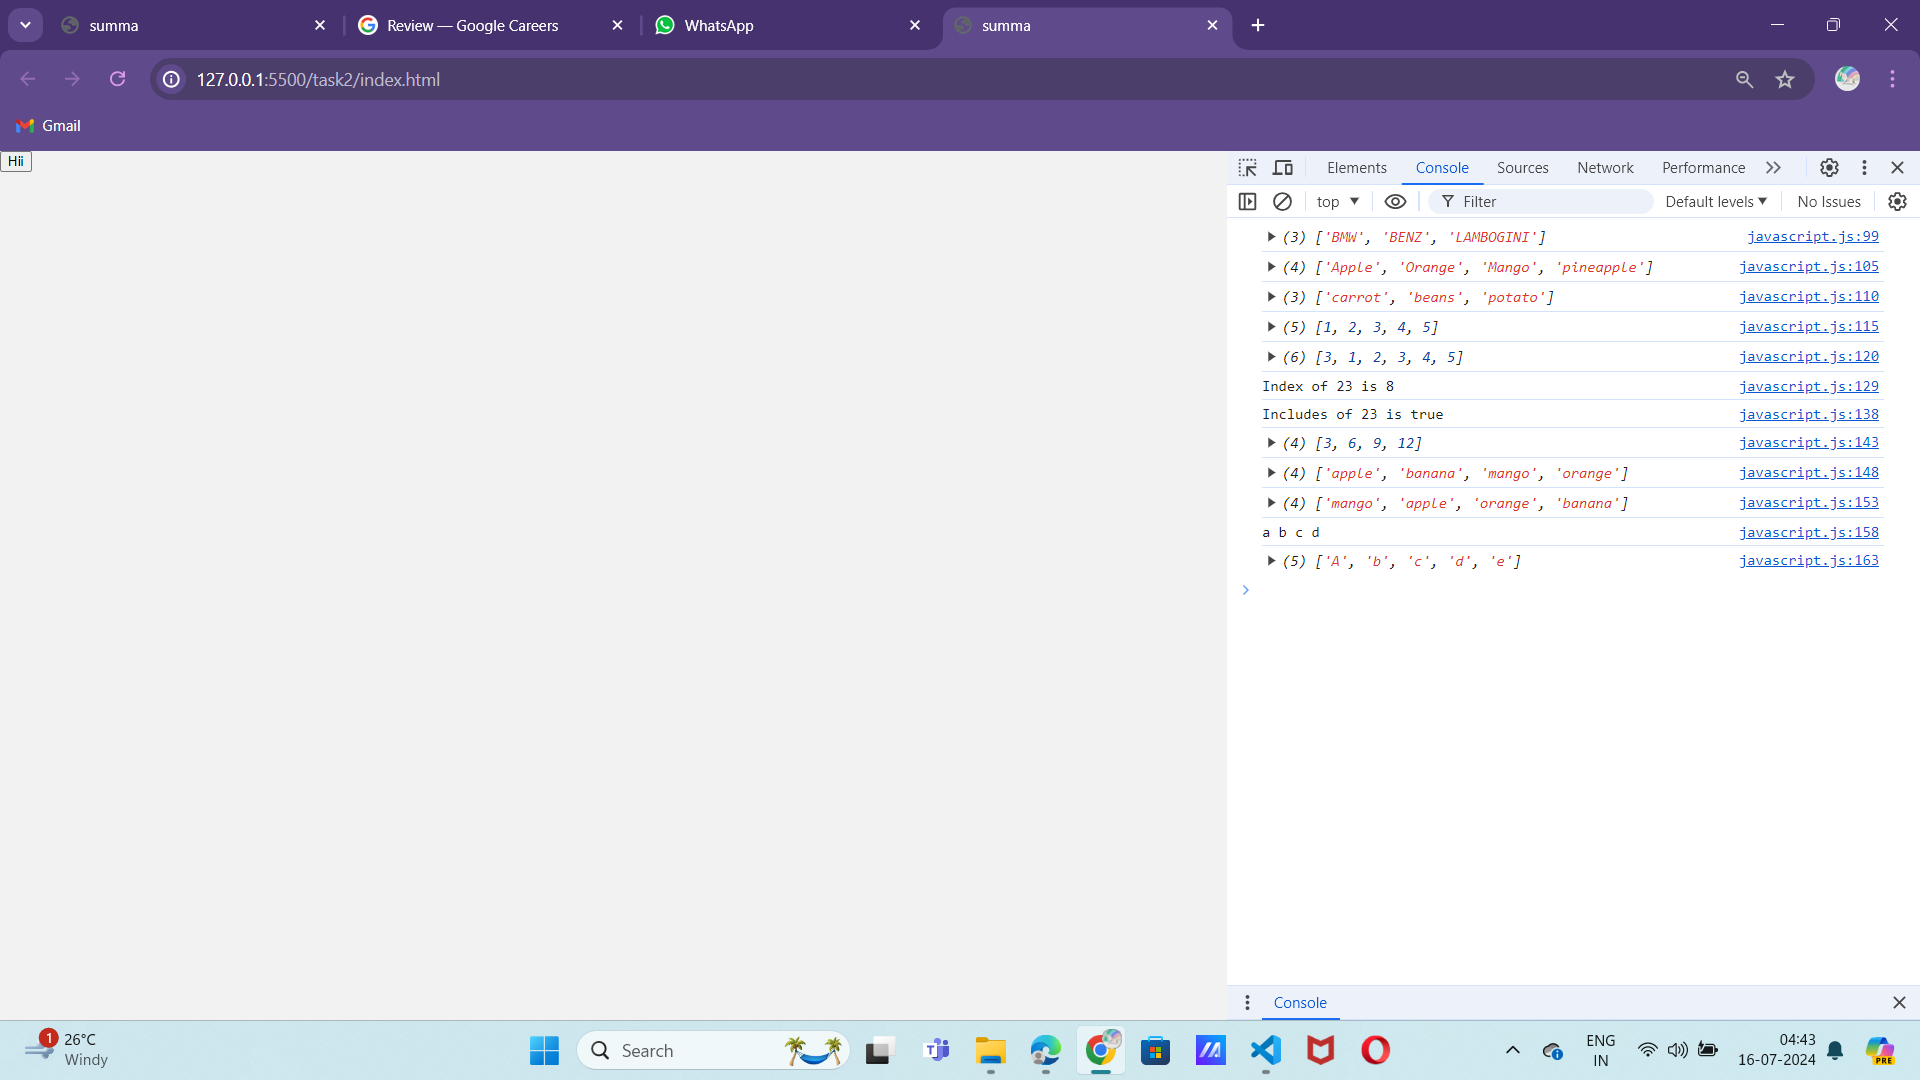 summa
Review — Google Careers
WhatsApp
summa
127.0.0.1:5500/task2/index.html
Gmail
Hii
Elements Console Sources Network Performance
top Filter Default levels No Issues
(3) ['BMW', 'BENZ', 'LAMBOGINI'] javascript.js:99
(4) ['Apple', 'Orange', 'Mango', 'pineapple'] javascript.js:105
(3) ['carrot', 'beans', 'potato'] javascript.js:110
(5) [1, 2, 3, 4, 5] javascript.js:115
(6) [3, 1, 2, 3, 4, 5] javascript.js:120
Index of 23 is 8 javascript.js:129
Includes of 23 is true javascript.js:138
(4) [3, 6, 9, 12] javascript.js:143
(4) ['apple', 'banana', 'mango', 'orange'] javascript.js:148
(4) ['mango', 'apple', 'orange', 'banana'] javascript.js:153
a b c d javascript.js:158
(5) ['A', 'b', 'c', 'd', 'e'] javascript.js:163
Console
1
26°C
Windy
Search
ENG
IN
04:43
16-07-2024
PRE